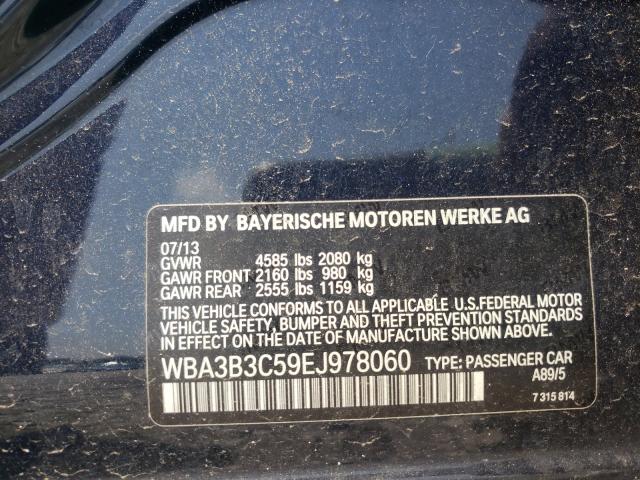 MFD BY BAYERISCHE MOTOREN WERKE AG
07/13
GVWR 4585 lbs 2080 kg
GAWR FRONT 2160 lbs 980 kg
GAWR REAR 2555 lbs 1159 kg
THIS VEHICLE CONFORMS TO ALL APPLICABLE U.S.FEDERAL MOTOR
VEHICLE SAFETY, BUMPER AND THEFT PREVENTION STANDARDS
IN EFFECT ON THE DATE OF MANUFACTURE SHOWN ABOVE.
WBA3B3C59EJ978060 TYPE: PASSENGER CAR
A89/5
7 315 814